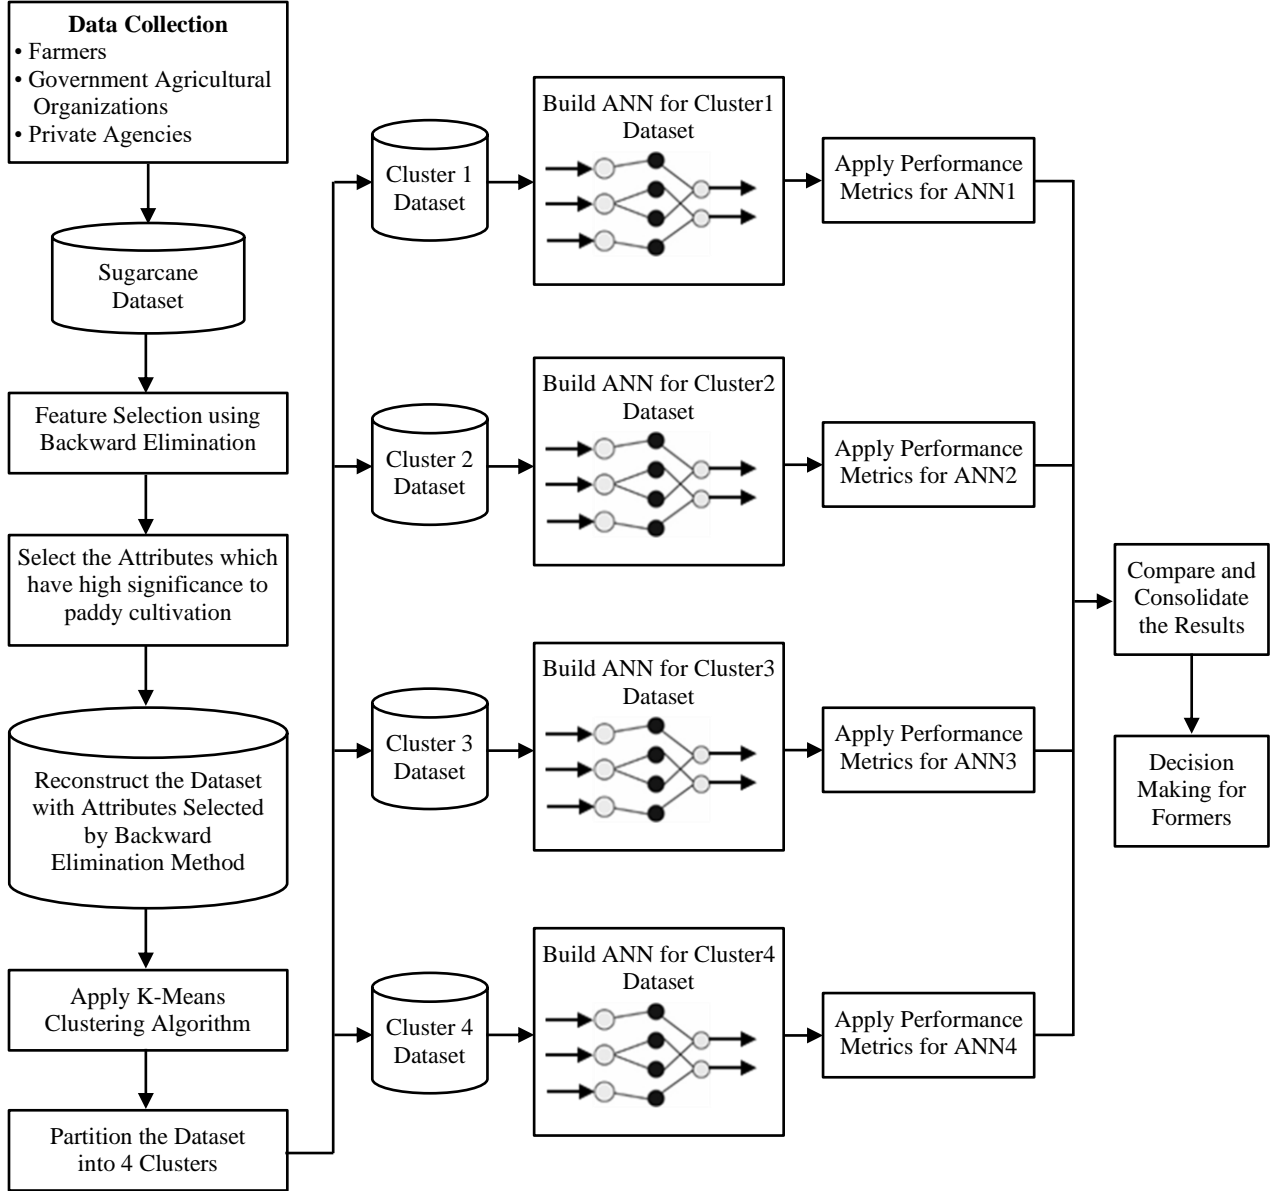 Data Collection
• Farmers
• Government Agricultural
Organizations
• Private Agencies
Sugarcane
Dataset
Feature Selection using
Backward Elimination
Select the Attributes which
have high significance to
paddy cultivation
Reconstruct the Dataset
with Attributes Selected
by Backward
Elimination Method
Apply K-Means
Clustering Algorithm
Partition the Dataset
into 4 Clusters
Cluster 1
Dataset
Build ANN for Cluster1
Dataset
Apply Performance
Metrics for ANN1
Cluster 2
Dataset
Build ANN for Cluster2
Dataset
Apply Performance
Metrics for ANN2
Cluster 3
Dataset
Build ANN for Cluster3
Dataset
Apply Performance
Metrics for ANN3
Cluster 4
Dataset
Build ANN for Cluster4
Dataset
Apply Performance
Metrics for ANN4
Compare and
Consolidate
the Results
Decision
Making for
Formers